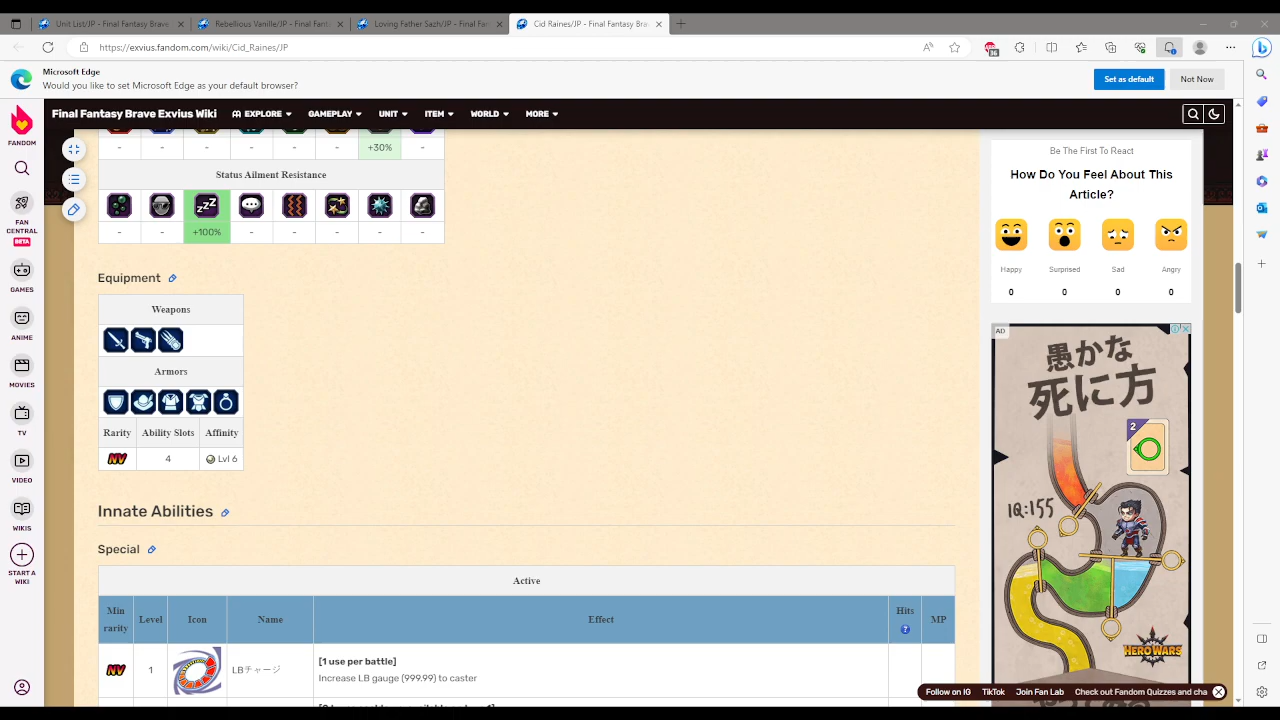 Unit List/JP - Final Fantasy Brave
Rebellious Vanille/JP - Final Fanta
Loving Father Sazh/JP - Final Fan
Cid Raines/JP - Final Fantasy Brav
https://exvius.fandom.com/wiki/Cid_Raines/JP
36
Microsoft Edge
Would you like to set Microsoft Edge as your default browser?
Set as default
Not Now
Final Fantasy Brave Exvius Wiki
EXPLORE
GAMEPLAY
UNIT
ITEM
WORLD
MORE
FANDOM
FAN CENTRAL
BETA
GAMES
ANIME
MOVIES
TV
VIDEO
WIKIS
START A WIKI
- - - - - - +30% -
Status Ailment Resistance
- - +100% - - - - -
Equipment
Weapons
Armors
Rarity Ability Slots Affinity
NV 4 Lvl 6
Innate Abilities
Special
Active
Min rarity Level Icon Name Effect Hits MP
NV 1 LBチャージ
[1 use per battle]
Increase LB gauge (999.99) to caster
Be The First To React
How Do You Feel About This
Article?
Happy Surprised Sad Angry
0 0 0 0
AD
愚かな
死に方
2
IQ:155
HERO WARS
Follow on IG TikTok Join Fan Lab Check out Fandom Quizzes and cha